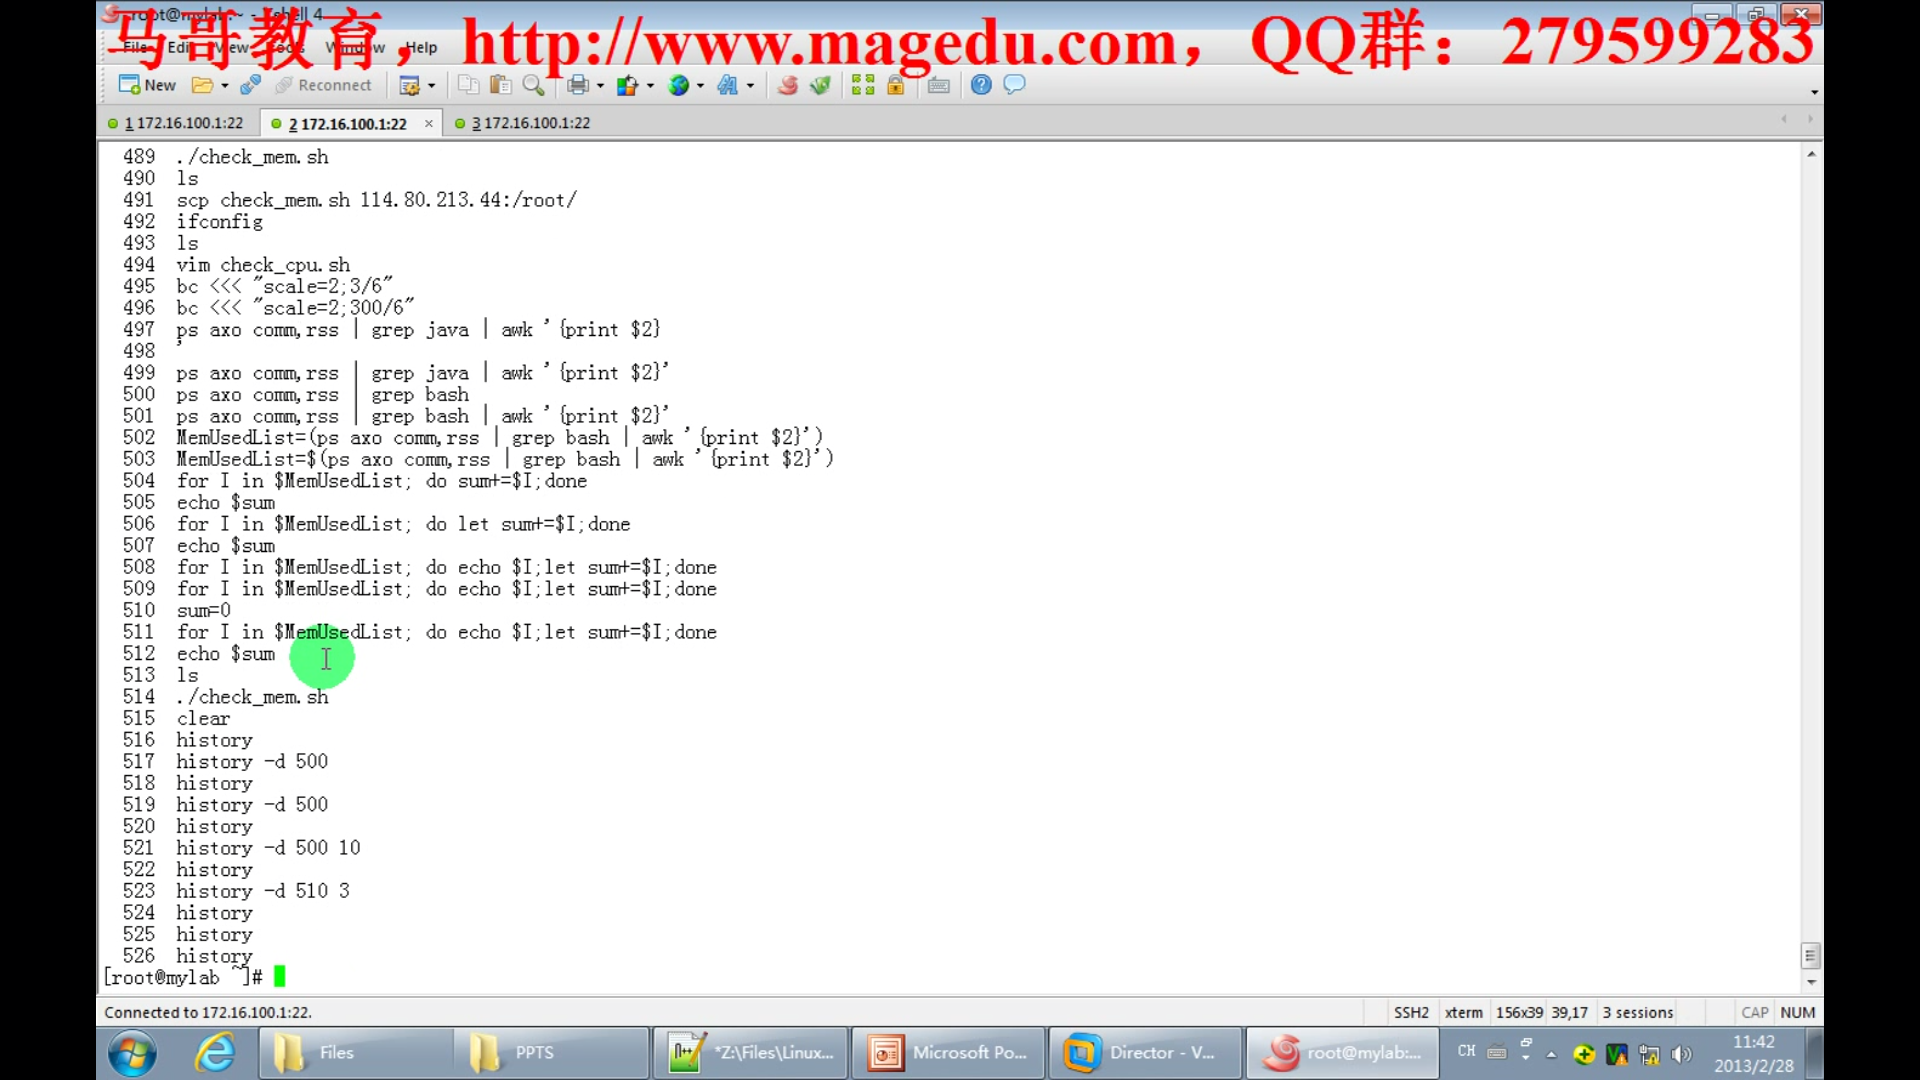 root@mylab:~ - Xshell 4
马哥教育，http://www.magedu.com，QQ群：279599283
File Edit View Tools Window Help
New Reconnect
1 172.16.100.1:22 2 172.16.100.1:22 × 3 172.16.100.1:22
489 ./check_mem.sh
490 ls
491 scp check_mem.sh 114.80.213.44:/root/
492 ifconfig
493 ls
494 vim check_cpu.sh
495 bc <<< "scale=2;3/6"
496 bc <<< "scale=2;300/6"
497 ps axo comm,rss | grep java | awk '{print $2}
498 '
499 ps axo comm,rss | grep java | awk '{print $2}'
500 ps axo comm,rss | grep bash
501 ps axo comm,rss | grep bash | awk '{print $2}'
502 MemUsedList=(ps axo comm,rss | grep bash | awk '{print $2}')
503 MemUsedList=$(ps axo comm,rss | grep bash | awk '{print $2}')
504 for I in $MemUsedList; do sum+=$I;done
505 echo $sum
506 for I in $MemUsedList; do let sum+=$I;done
507 echo $sum
508 for I in $MemUsedList; do echo $I;let sum+=$I;done
509 for I in $MemUsedList; do echo $I;let sum+=$I;done
510 sum=0
511 for I in $MemUsedList; do echo $I;let sum+=$I;done
512 echo $sum
513 ls
514 ./check_mem.sh
515 clear
516 history
517 history -d 500
518 history
519 history -d 500
520 history
521 history -d 500 10
522 history
523 history -d 510 3
524 history
525 history
526 history
[root@mylab ~]#
Connected to 172.16.100.1:22. SSH2 xterm 156x39 39,17 3 sessions CAP NUM
Files PPTS *Z:\Files\Linux... Microsoft Po... Director - V... root@mylab:... CH 11:42
2013/2/28